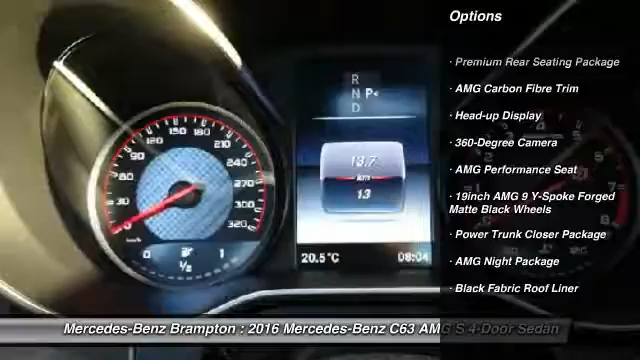 Options
· Premium Rear Seating Package
· AMG Carbon Fibre Trim
· Head-up Display
· 360-Degree Camera
· AMG Performance Seat
· 19inch AMG 9 Y-Spoke Forged
Matte Black Wheels
· Power Trunk Closer Package
· AMG Night Package
· Black Fabric Roof Liner
R
N P◂
D
13.7
km
13
20.5°C 08:04
60 90 120 150 180 210 240 270 300 320
km/h
0 1/2 1
Mercedes-Benz Brampton : 2016 Mercedes-Benz C63 AMG S 4-Door Sedan